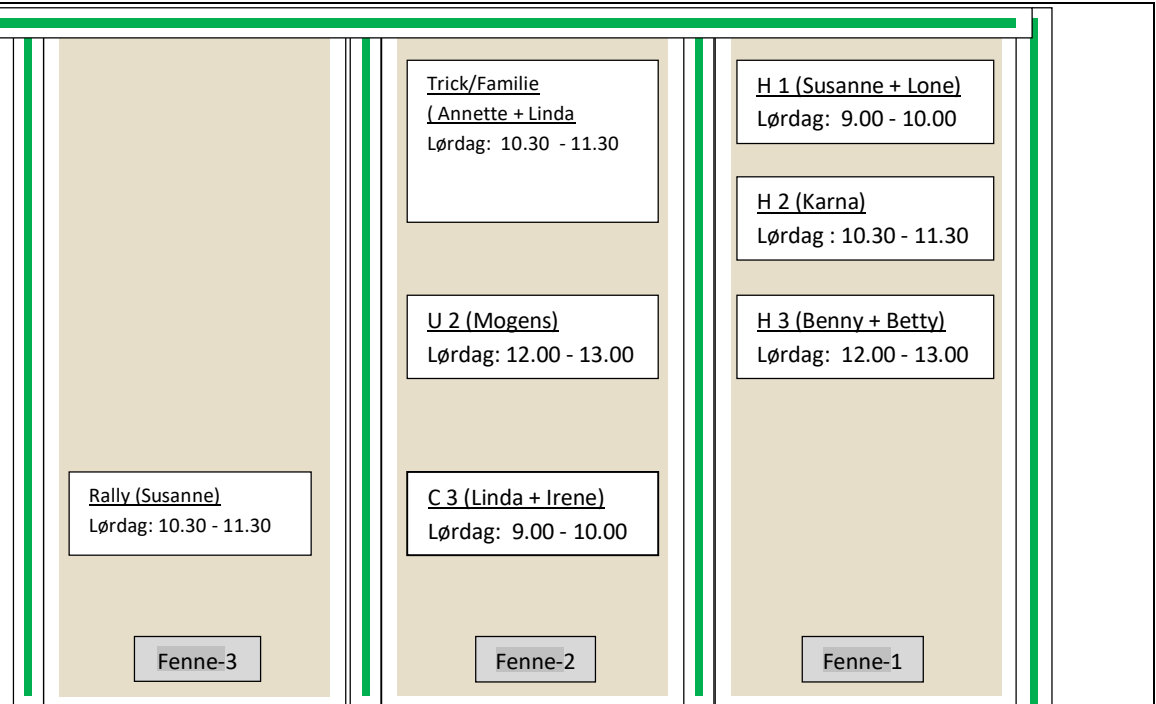 Trick/Familie
( Annette + Linda
Lørdag:  10.30  - 11.30
H 1 (Susanne + Lone)
Lørdag:  9.00 - 10.00
H 2 (Karna)
Lørdag : 10.30 - 11.30
U 2 (Mogens)
Lørdag: 12.00 - 13.00
H 3 (Benny + Betty)
Lørdag:  12.00 - 13.00
Rally (Susanne)
Lørdag: 10.30 - 11.30
C 3 (Linda + Irene)
Lørdag:  9.00 - 10.00
Fenne-3
Fenne-2
Fenne-1